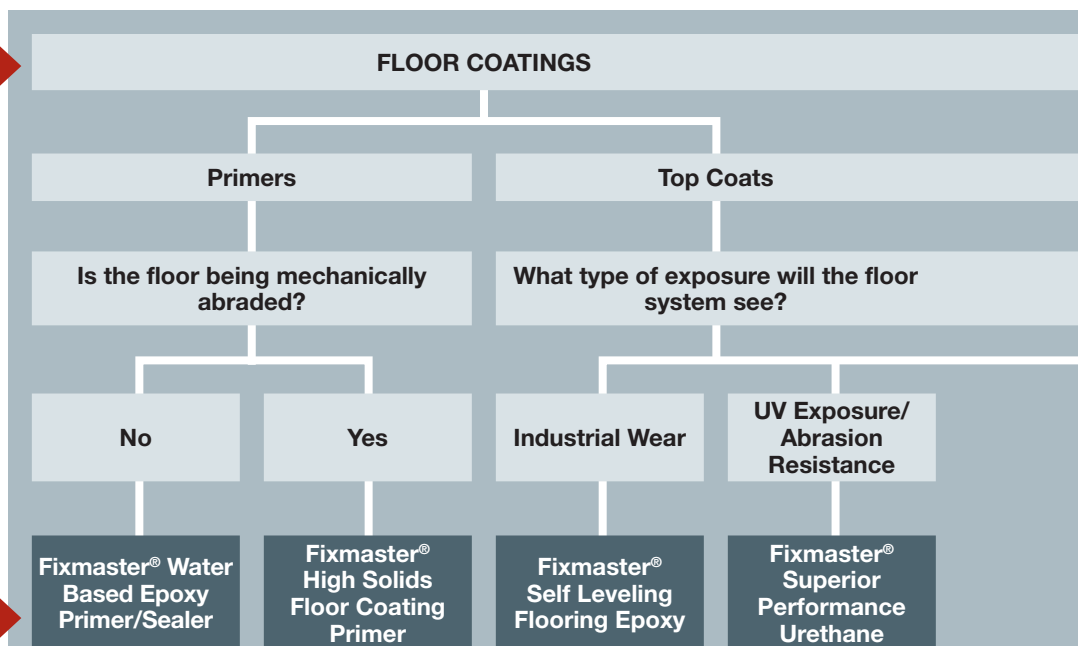 FLOOR COATINGS
Primers
Top Coats
Is the floor being mechanically
abraded?
What type of exposure will the floor
system see?
No
Yes
Industrial Wear
UV Exposure/
Abrasion
Resistance
Fixmaster® Water
Based Epoxy
Primer/Sealer
Fixmaster®
High Solids
Floor Coating
Primer
Fixmaster®
Self Leveling
Flooring Epoxy
Fixmaster®
Superior
Performance
Urethane